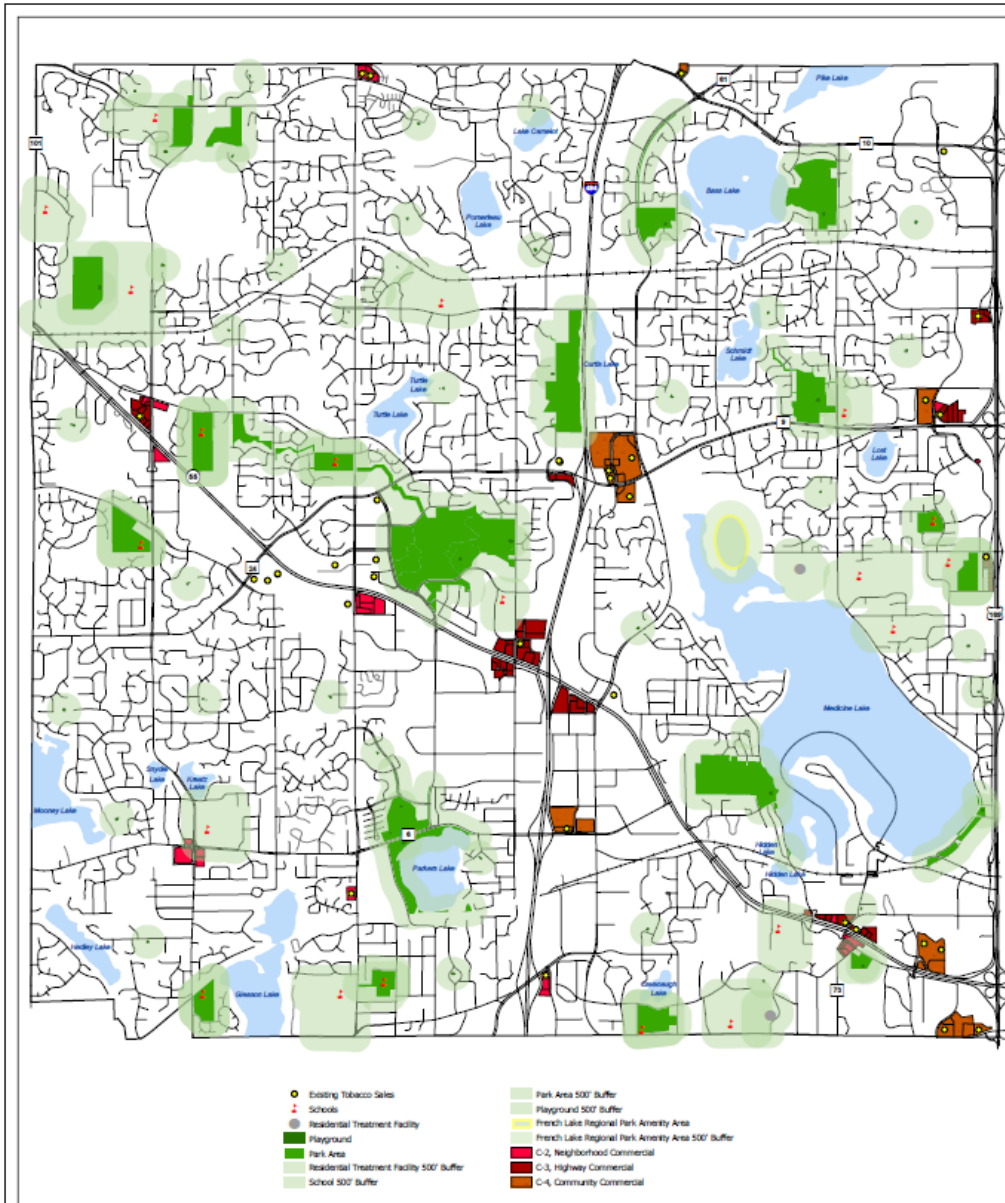 Pike Lake
61
Lake Camelot
101
10
494
Bass Lake
Pomerleau
Lake
Schmidt
Lake
Curtis Lake
Turtle
Lake
Turtle Lake
9
Lost
Lake
55
24
169
Medicine Lake
Snyder
Lake
Kreatz
Lake
Mooney Lake
6
Parkers Lake
Hidden
Lake
Hidden Lake
Hadley Lake
Gleason Lake
Cavanaugh
Lake
73
Existing Tobacco Sales
Schools
Residential Treatment Facility
Playground
Park Area
Residential Treatment Facility 500' Buffer
School 500' Buffer
Park Area 500' Buffer
Playground 500' Buffer
French Lake Regional Park Amenity Area
French Lake Regional Park Amenity Area 500' Buffer
C-2, Neighborhood Commercial
C-3, Highway Commercial
C-4, Community Commercial